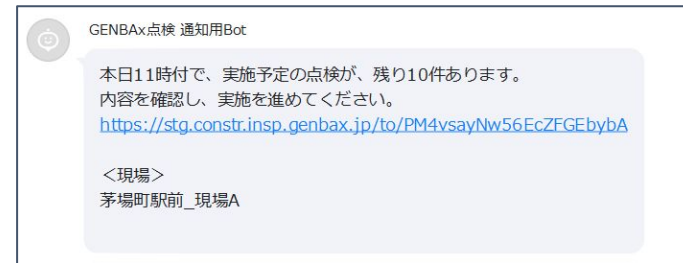 GENBAx点検 通知用Bot
本日11時付で、実施予定の点検が、残り10件あります。
内容を確認し、実施を進めてください。
https://stg.constr.insp.genbax.jp/to/PM4vsayNw56EcZFGEbybA
＜現場＞
茅場町駅前_現場A